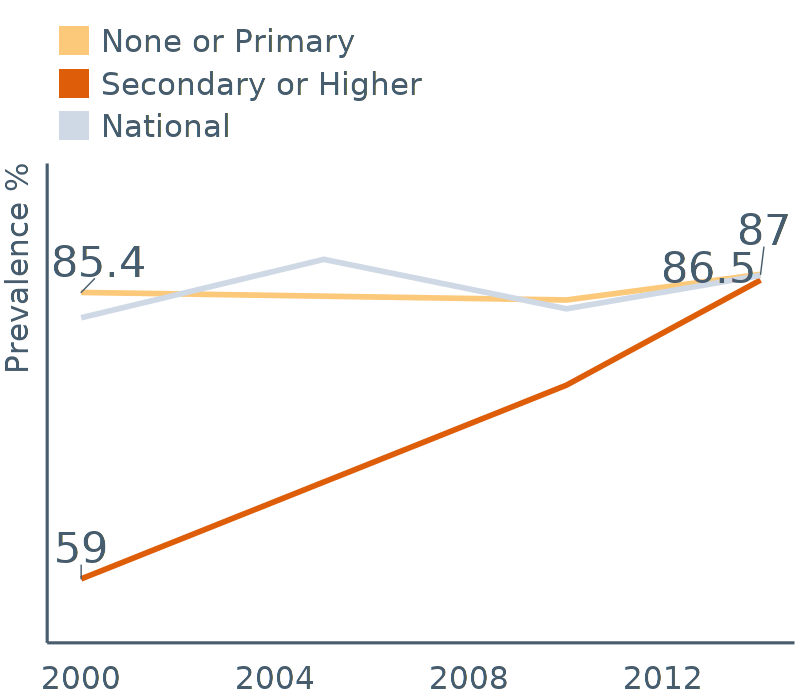 None or Primary
Secondary or Higher
National
Prevalence %
85.4
87
86.5
59
2000 2004 2008 2012